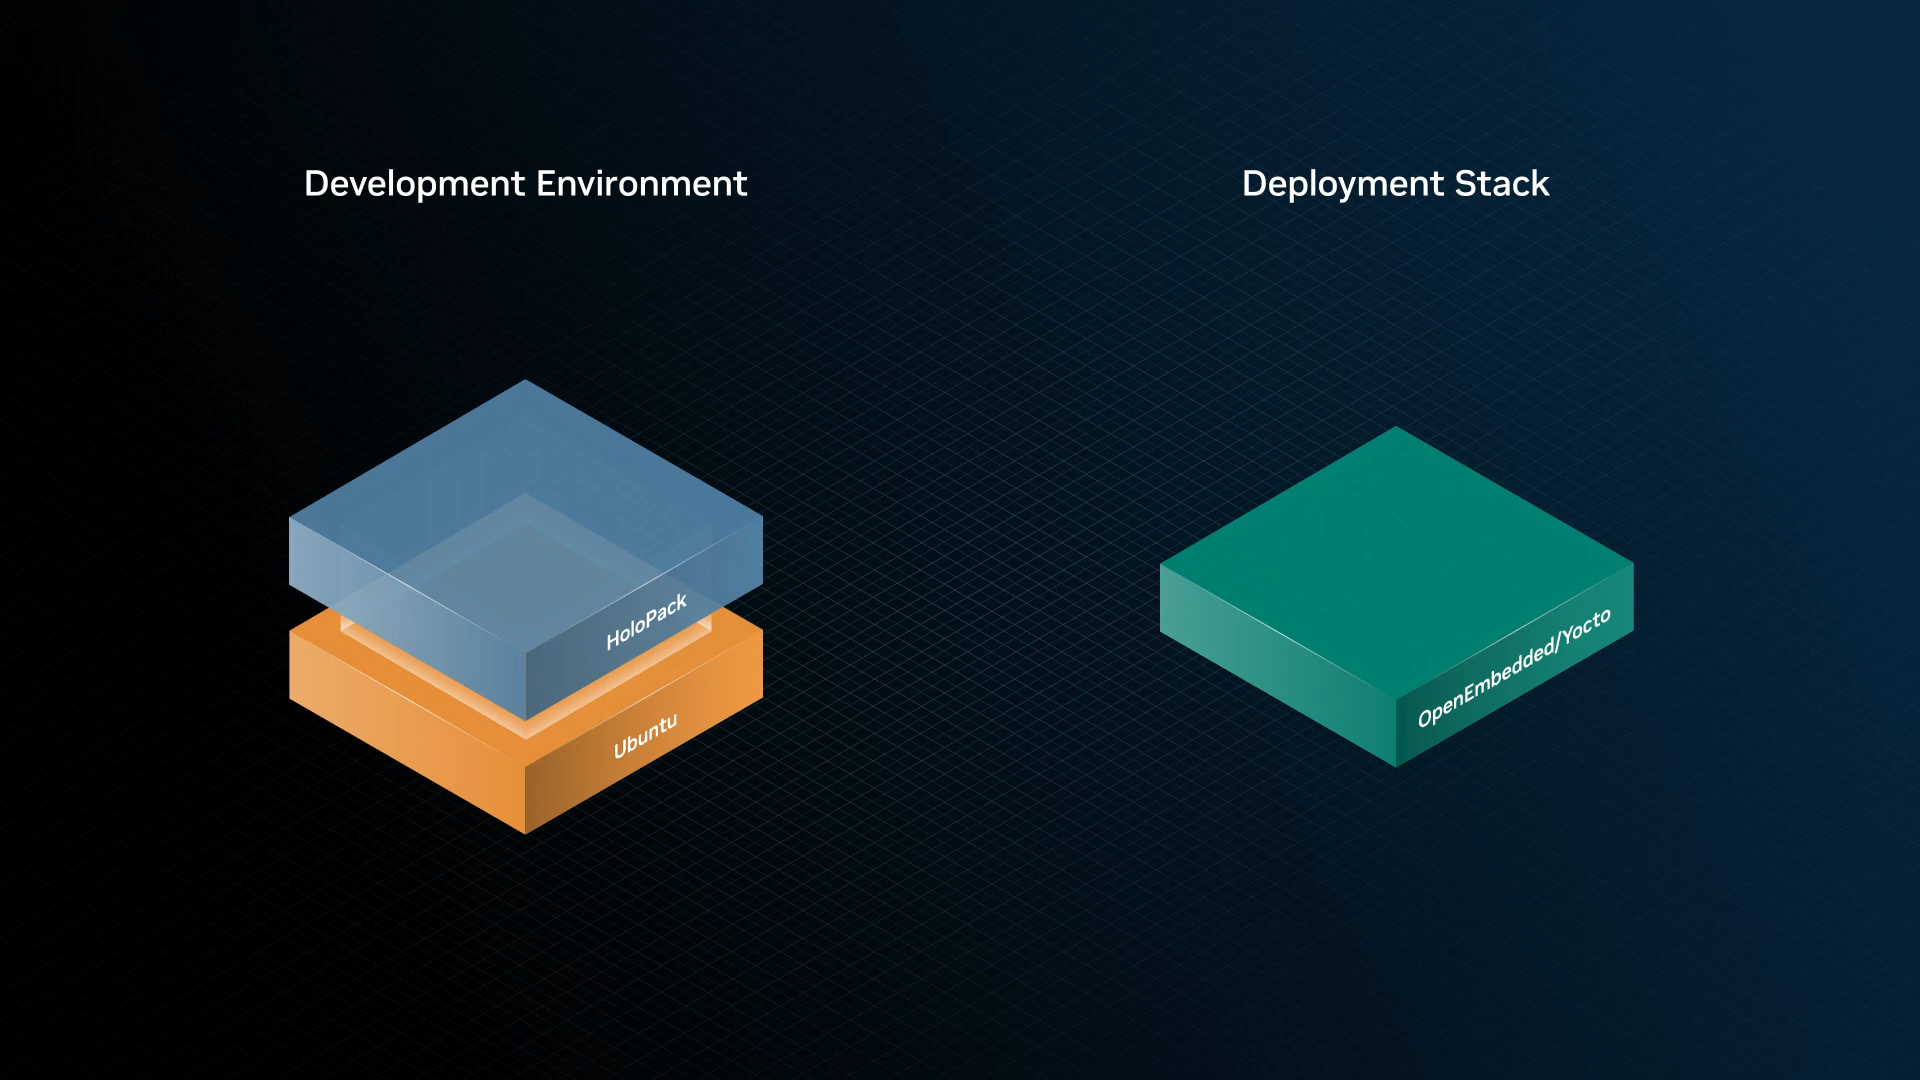 Development Environment
Deployment Stack
HoloPack
Ubuntu
OpenEmbedded/Yocto